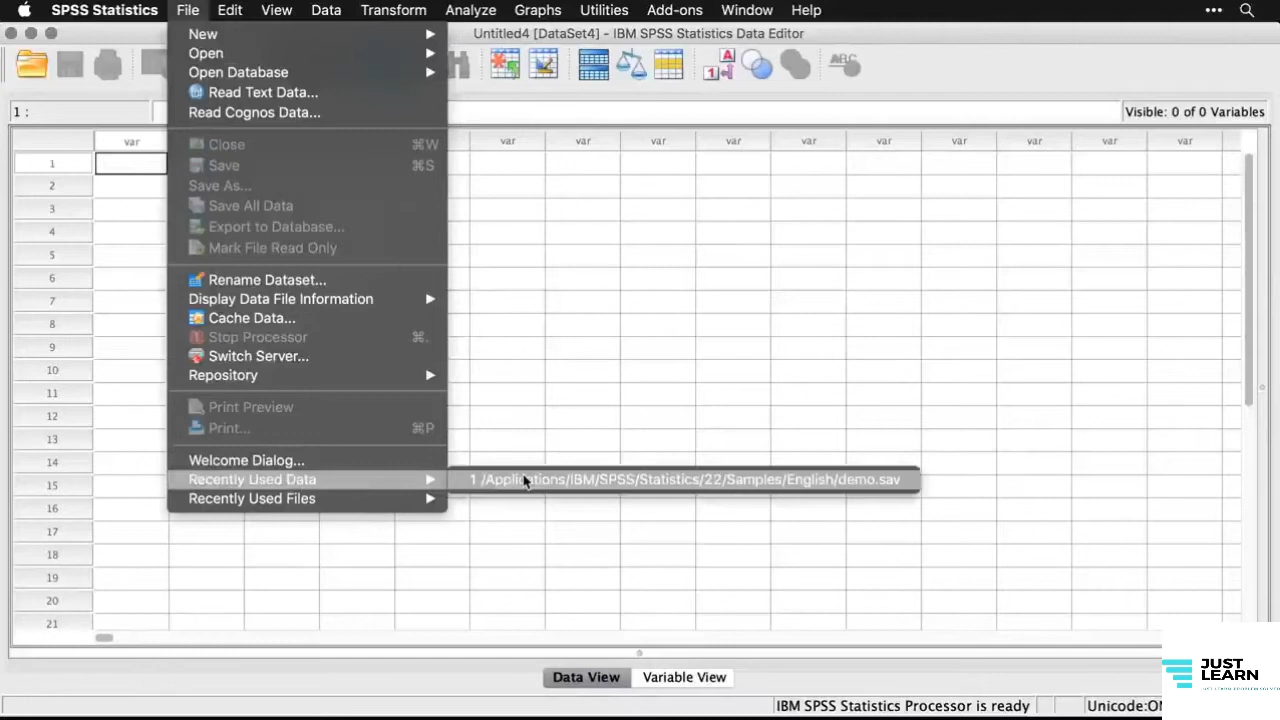 SPSS Statistics File Edit View Data Transform Analyze Graphs Utilities Add-ons Window Help
Untitled4 [DataSet4] - IBM SPSS Statistics Data Editor
1 :
Visible: 0 of 0 Variables
New
Open
Open Database
Read Text Data...
Read Cognos Data...
Close ⌘W
Save ⌘S
Save As...
Save All Data
Export to Database...
Mark File Read Only
Rename Dataset...
Display Data File Information
Cache Data...
Stop Processor ⌘.
Switch Server...
Repository
Print Preview
Print... ⌘P
Welcome Dialog...
Recently Used Data
1 /Applications/IBM/SPSS/Statistics/22/Samples/English/demo.sav
Recently Used Files
var var var var var var var var var var var
1
2
3
4
5
6
7
8
9
10
11
12
13
14
15
16
17
18
19
20
21
Data View Variable View
IBM SPSS Statistics Processor is ready
JUST
LEARN